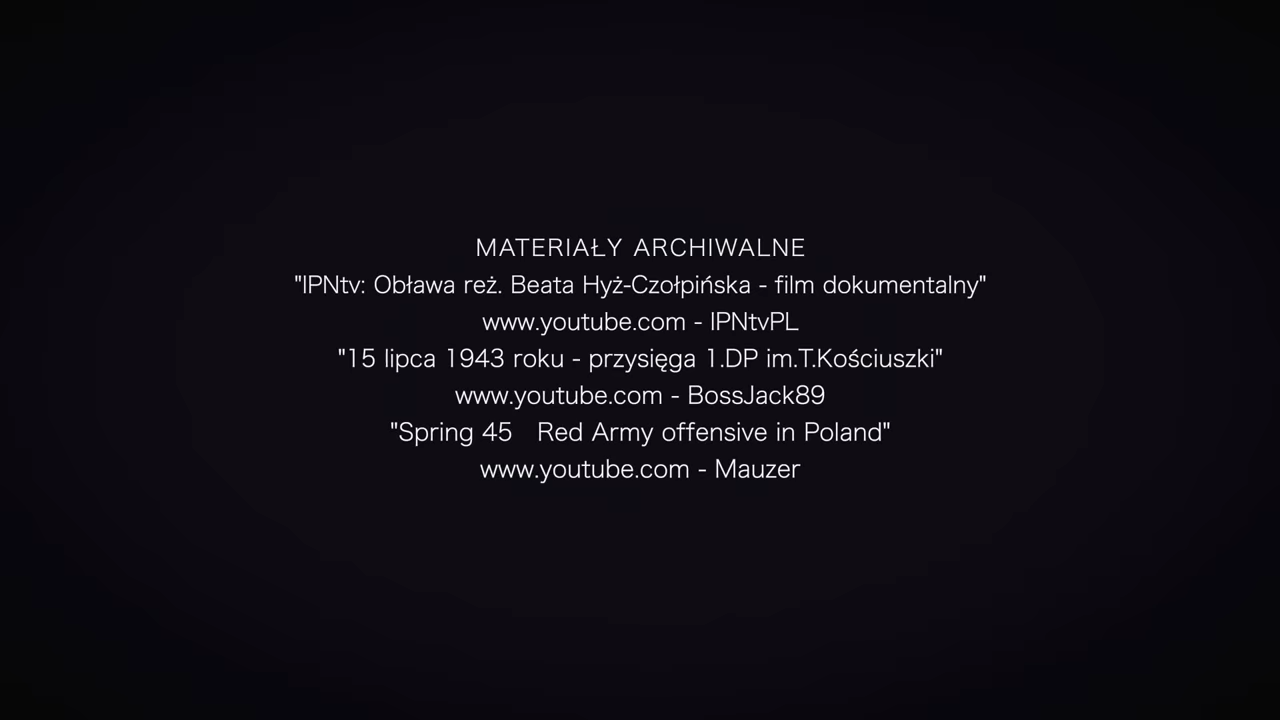 MATERIAŁY ARCHIWALNE
"IPNtv: Obława reż. Beata Hyż-Czołpińska - film dokumentalny"
www.youtube.com - IPNtvPL
"15 lipca 1943 roku - przysięga 1.DP im.T.Kościuszki"
www.youtube.com - BossJack89
"Spring 45 Red Army offensive in Poland"
www.youtube.com - Mauzer